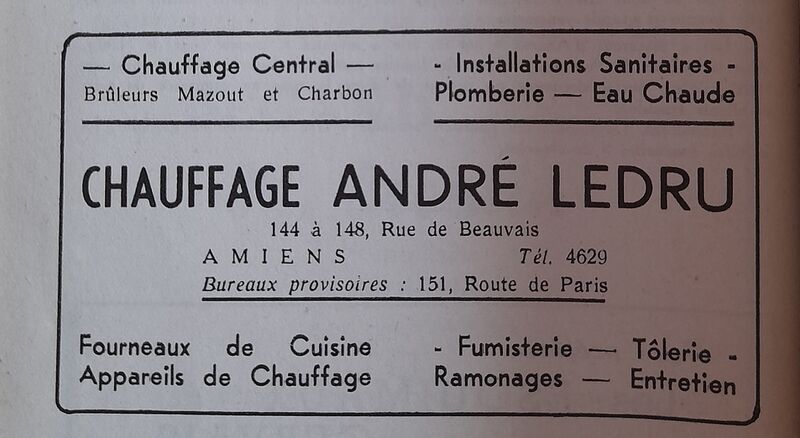 — Chauffage Central —
Brûleurs Mazout et Charbon
- Installations Sanitaires -
Plomberie — Eau Chaude
CHAUFFAGE ANDRÉ LEDRU
144 à 148, Rue de Beauvais
AMIENS Tél. 4629
Bureaux provisoires : 151, Route de Paris
Fourneaux de Cuisine
Appareils de Chauffage
- Fumisterie — Tôlerie -
Ramonages — Entretien